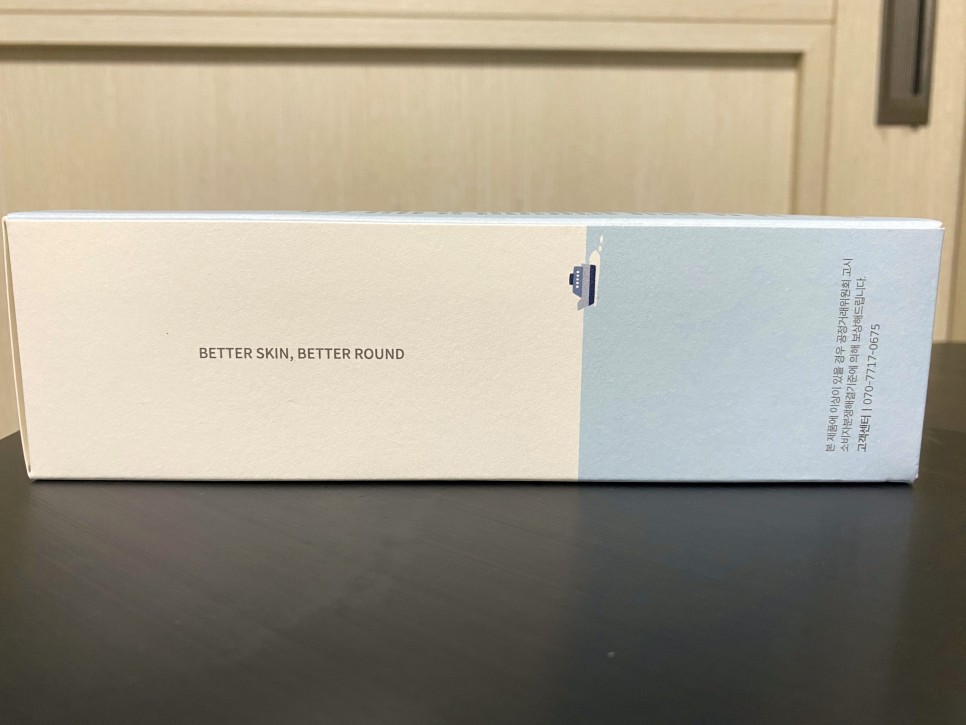 BETTER SKIN, BETTER ROUND
본 제품에 이상이 있을 경우 공정거래위원회 고시
소비자분쟁해결기준에 의해 보상해드립니다.
고객센터 | 070-7717-0675